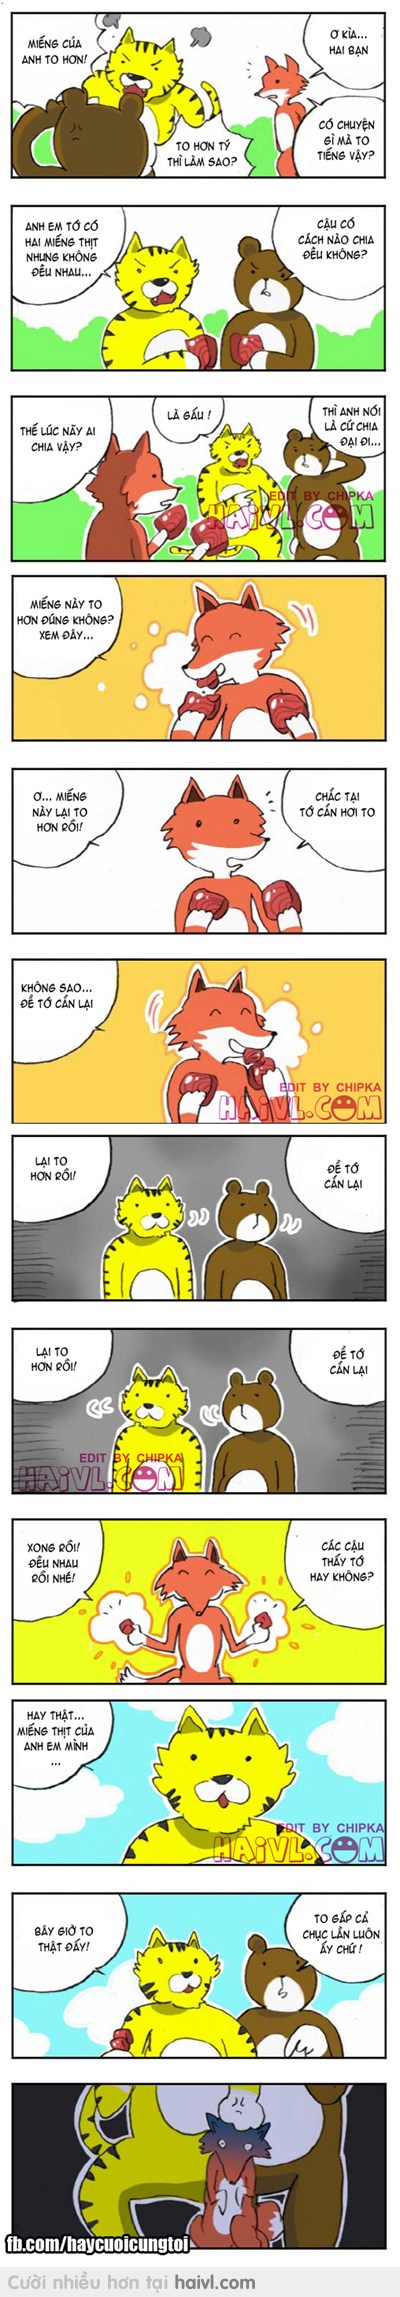 MIẾNG CỦA
ANH TO HƠN!
Ơ KÌA...
HAI BẠN
TO HƠN TÝ
THÌ LÀM SAO?
CÓ CHUYỆN
GÌ MÀ TO
TIẾNG VẬY?
ANH EM TỚ CÓ
HAI MIẾNG THỊT
NHƯNG KHÔNG
ĐỀU NHAU...
CẬU CÓ
CÁCH NÀO CHIA
ĐỀU KHÔNG?
THẾ LÚC NÃY AI
CHIA VẬY?
LÀ GẤU !
THÌ ANH NÓI
LÀ CỨ CHIA
ĐẠI ĐI...
EDIT BY CHIPKA
HAiVL.COM
MIẾNG NÀY TO
HƠN ĐÚNG KHÔNG?
XEM ĐÂY...
Ơ... MIẾNG
NÀY LẠI TO
HƠN RỒI!
CHẮC TẠI
TỚ CẮN HƠI TO
KHÔNG SAO...
ĐỀ TỚ CẮN LẠI
EDIT BY CHIPKA
HAiVL.COM
LẠI TO
HƠN RỒI!
ĐỀ TỚ
CẮN LẠI
LẠI TO
HƠN RỒI!
ĐỀ TỚ
CẮN LẠI
EDIT BY CHIPKA
HAiVL.COM
XONG RỒI!
ĐỀU NHAU
RỒI NHÉ!
CÁC CẬU
THẤY TỚ
HAY KHÔNG?
HAY THẬT...
MIẾNG THỊT CỦA
ANH EM MÌNH
...
EDIT BY CHIPKA
HAiVL.COM
BÂY GIỜ TO
THẬT ĐẤY!
TO GẤP CẢ
CHỤC LẦN LUÔN
ẤY CHỨ!
fb.com/haycuoicungtoi
Cười nhiều hơn tại haivl.com